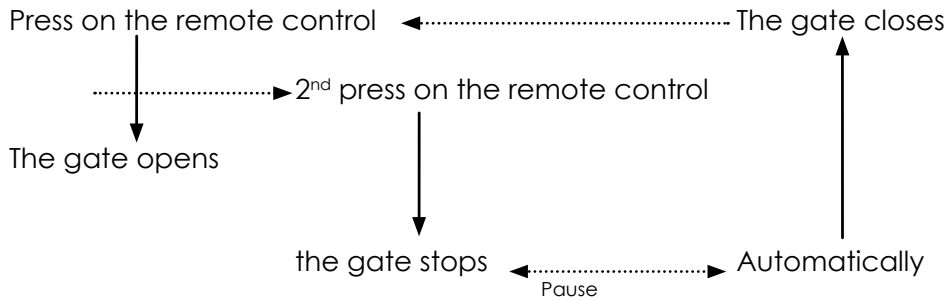 Press on the remote control
The gate closes
2nd press on the remote control
The gate opens
the gate stops
Automatically
Pause